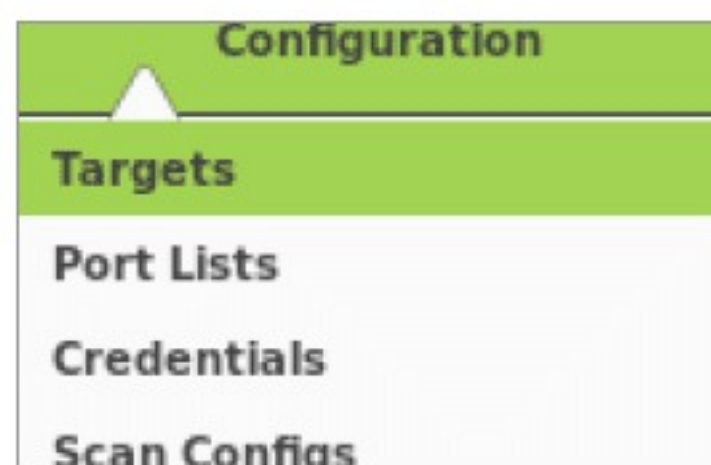 Configuration
Targets
Port Lists
Credentials
Scan Configs